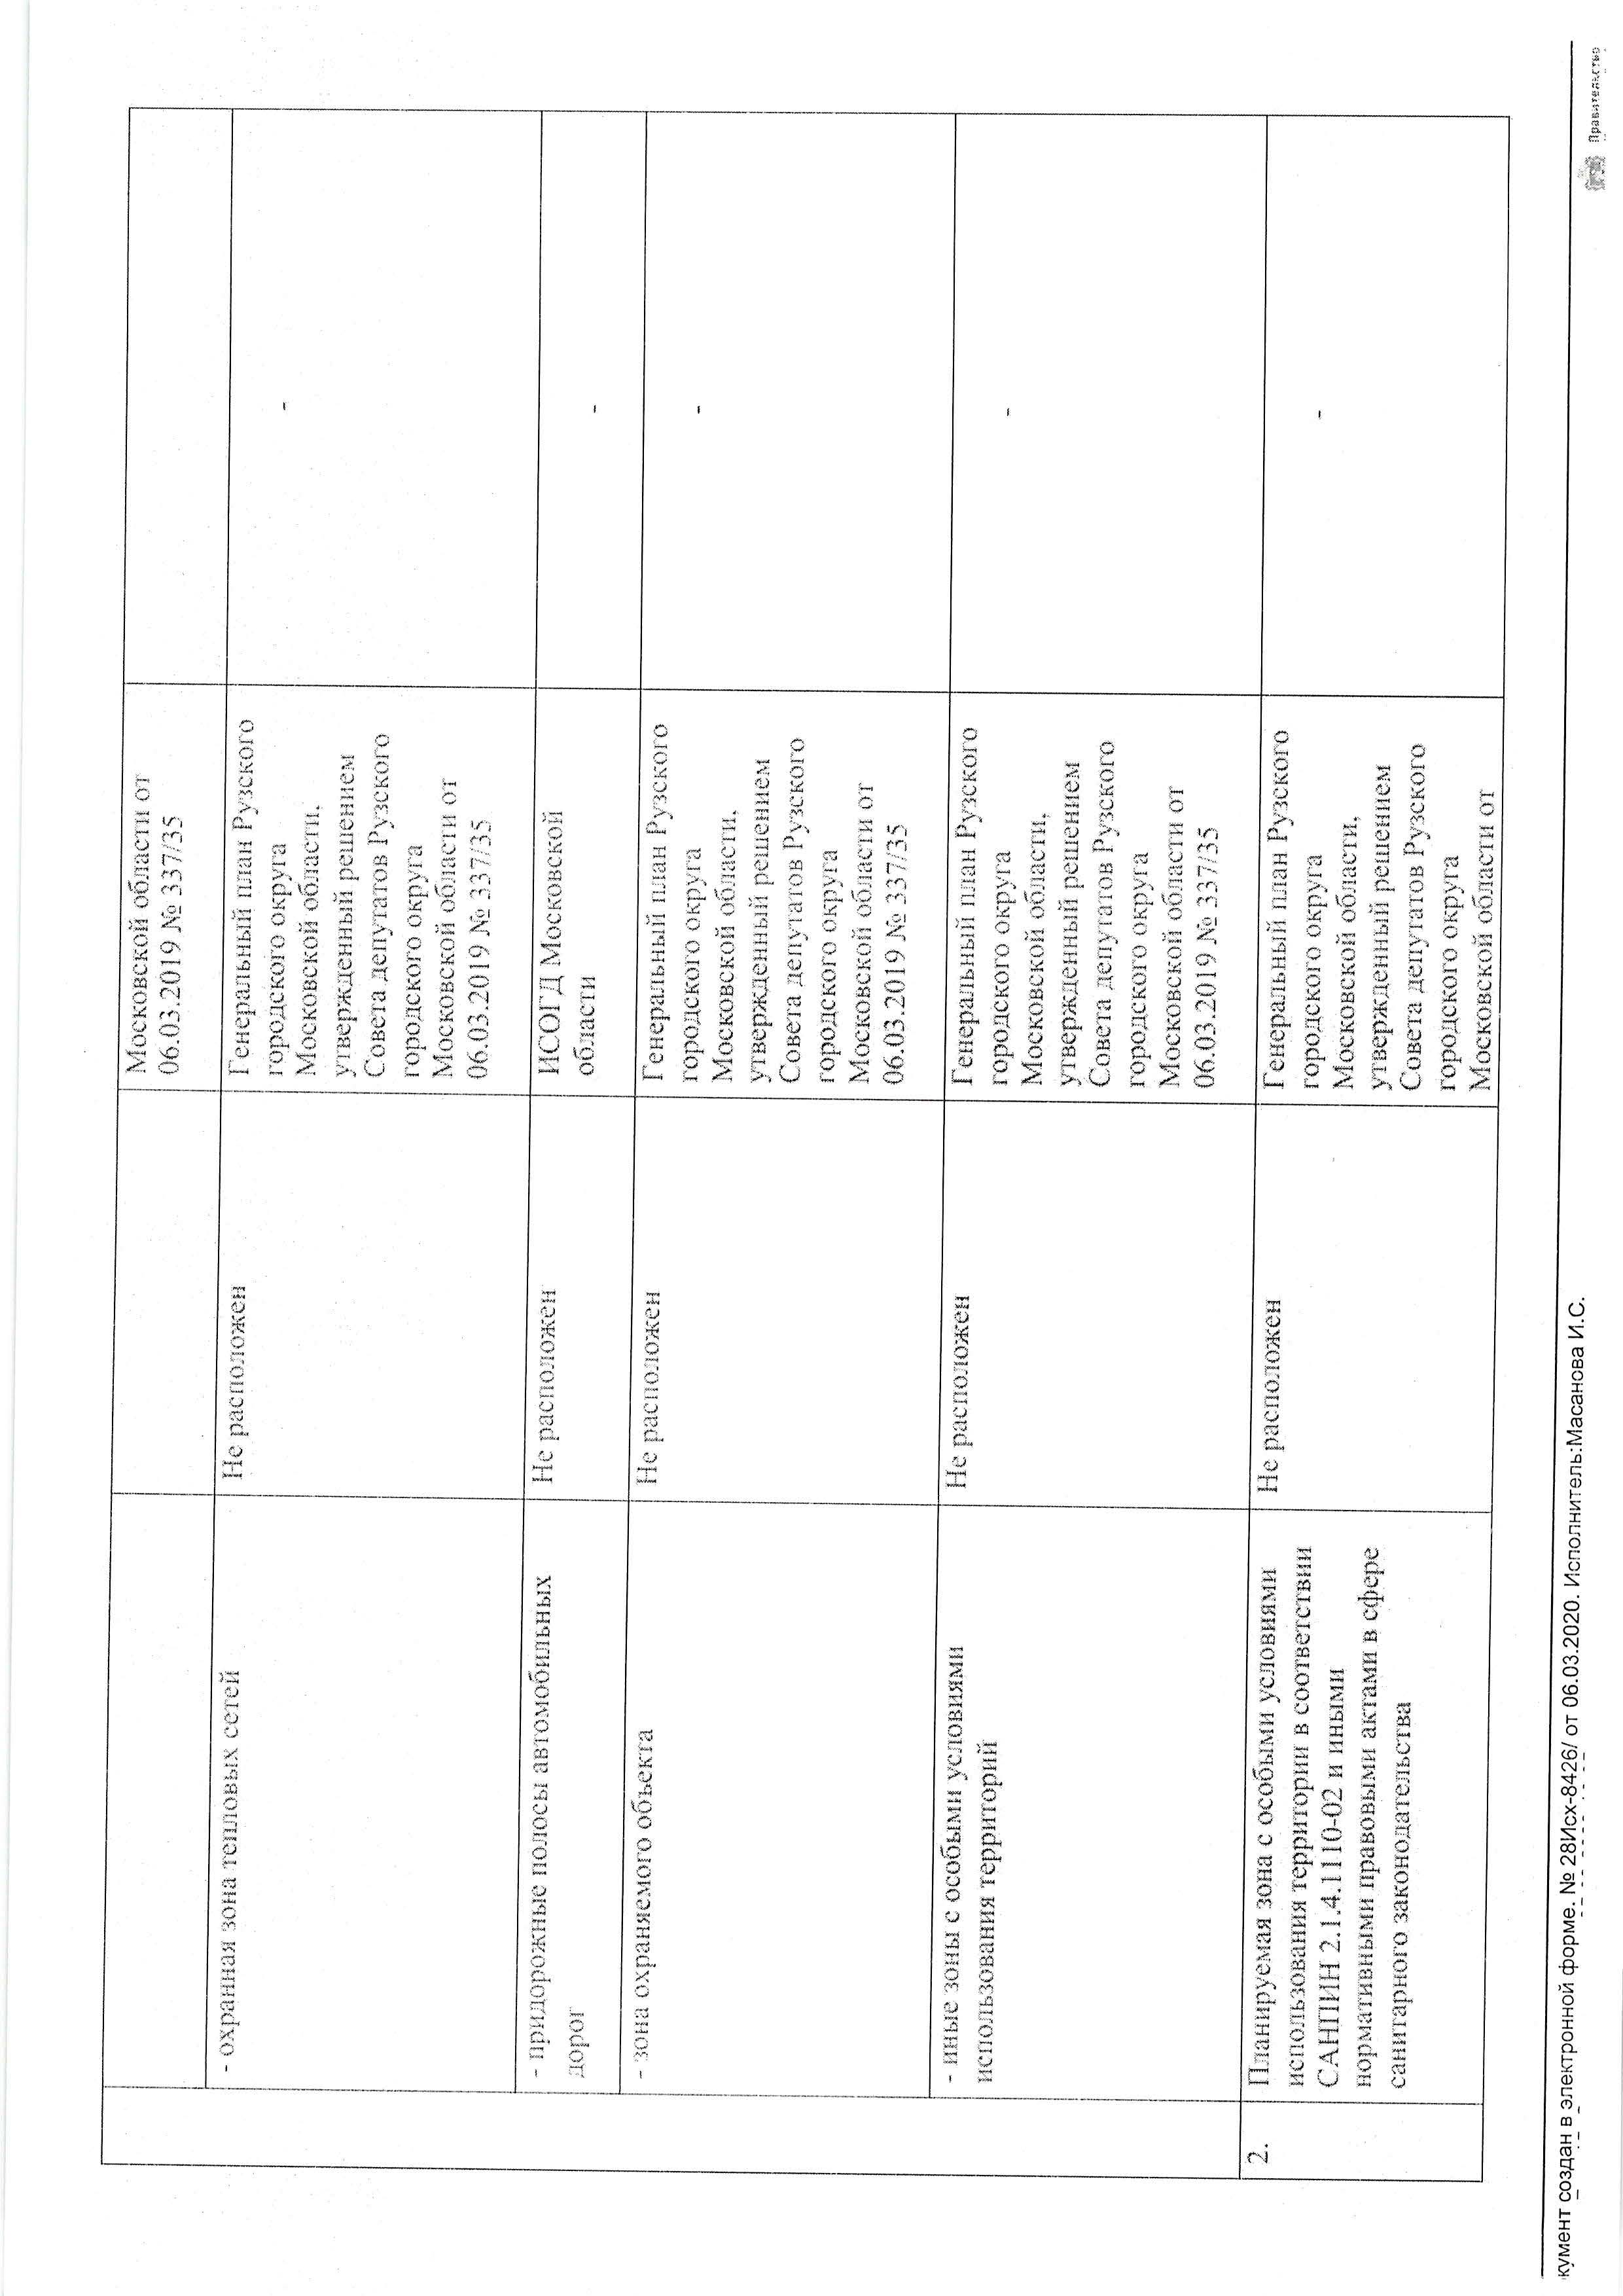 Московской области от
06.03.2019 № 337/35
- охранная зона тепловых сетей
Не расположен
Генеральный план Рузского
городского округа
Московской области,
утвержденный решением
Совета депутатов Рузского
городского округа
Московской области от
06.03.2019 № 337/35
-
- придорожные полосы автомобильных
дорог
Не расположен
ИСОГД Московской
области
-
- зона охраняемого объекта
Не расположен
Генеральный план Рузского
городского округа
Московской области,
утвержденный решением
Совета депутатов Рузского
городского округа
Московской области от
06.03.2019 № 337/35
-
- иные зоны с особыми условиями
использования территорий
Не расположен
Генеральный план Рузского
городского округа
Московской области,
утвержденный решением
Совета депутатов Рузского
городского округа
Московской области от
06.03.2019 № 337/35
-
2.
Планируемая зона с особыми условиями
использования территории в соответствии
САНПИН 2.1.4.1110-02 и иными
нормативными правовыми актами в сфере
санитарного законодательства
Не расположен
Генеральный план Рузского
городского округа
Московской области,
утвержденный решением
Совета депутатов Рузского
городского округа
Московской области от
-
кумент создан в электронной форме. № 28Исх-8426/ от 06.03.2020. Исполнитель:Масанова И.С.
Правительство